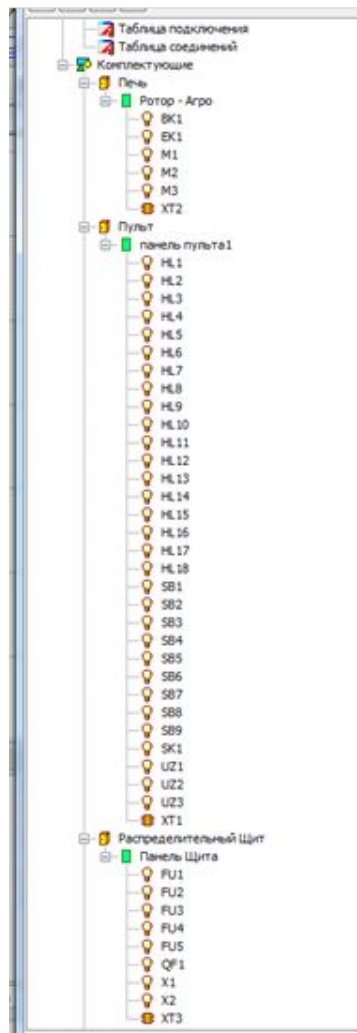 Таблица подключения
Таблица соединений
Комплектующие
Печь
Ротор - Агро
BK1
EK1
M1
M2
M3
XT2
Пульт
панель пульта1
HL1
HL2
HL3
HL4
HL5
HL6
HL7
HL8
HL9
HL10
HL11
HL12
HL13
HL14
HL15
HL16
HL17
HL18
SB1
SB2
SB3
SB4
SB5
SB6
SB7
SB8
SB9
SK1
UZ1
UZ2
UZ3
XT1
Распределительный Щит
Панель Щита
FU1
FU2
FU3
FU4
FU5
QF1
X1
X2
XT3